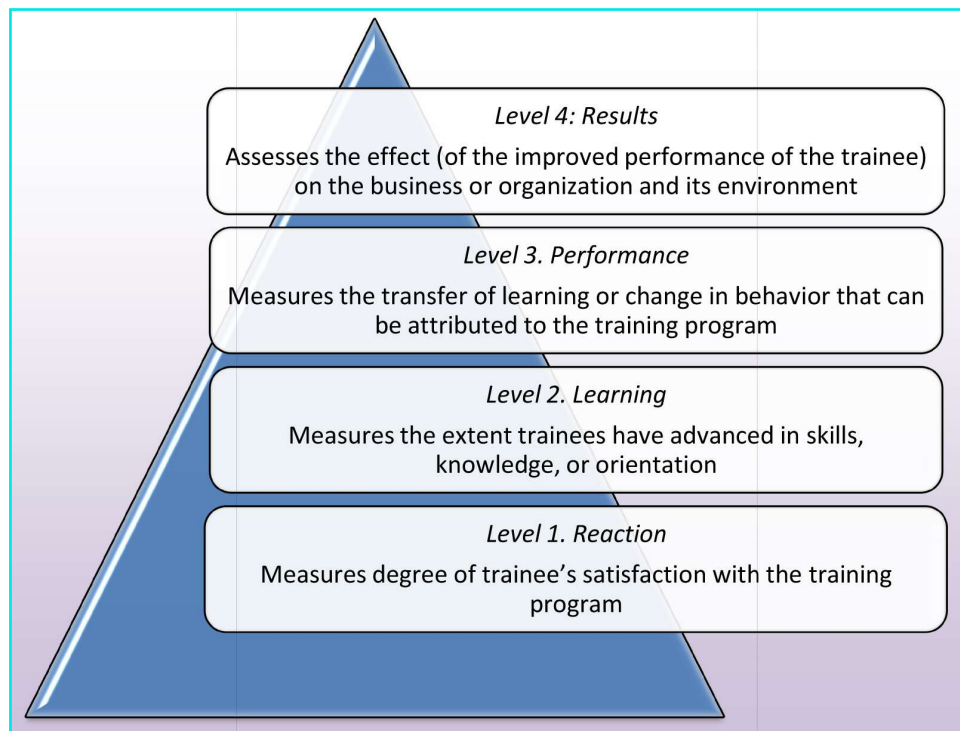 Level 4: Results
Assesses the effect (of the improved performance of the trainee)
on the business or organization and its environment
Level 3. Performance
Measures the transfer of learning or change in behavior that can
be attributed to the training program
Level 2. Learning
Measures the extent trainees have advanced in skills,
knowledge, or orientation
Level 1. Reaction
Measures degree of trainee’s satisfaction with the training
program